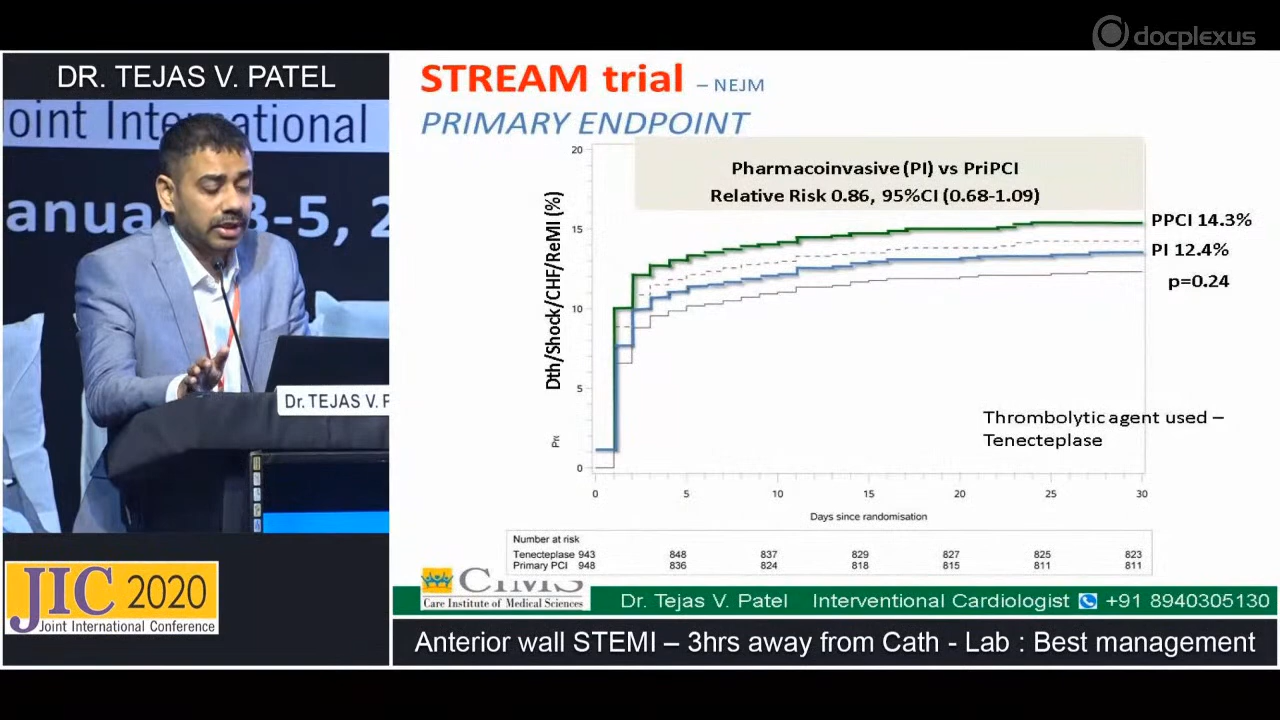 docplexus
DR. TEJAS V. PATEL
oint International
anua 3-5, 2
Dr. TEJAS V. P
JIC 2020
Joint International Conference
STREAM trial – NEJM
PRIMARY ENDPOINT
Pharmacoinvasive (PI) vs PriPCI
Relative Risk 0.86, 95%CI (0.68-1.09)
Dth/Shock/CHF/ReMI (%)
20
15
10
5
0
PPCI 14.3%
PI 12.4%
p=0.24
Thrombolytic agent used –
Tenecteplase
0 5 10 15 20 25 30
Days since randomisation
Number at risk
Tenecteplase 943 848 837 829 827 825 823
Primary PCI 948 836 824 818 815 811 811
CIMS
Care Institute of Medical Sciences
Dr. Tejas V. Patel Interventional Cardiologist +91 8940305130
Anterior wall STEMI – 3hrs away from Cath - Lab : Best management